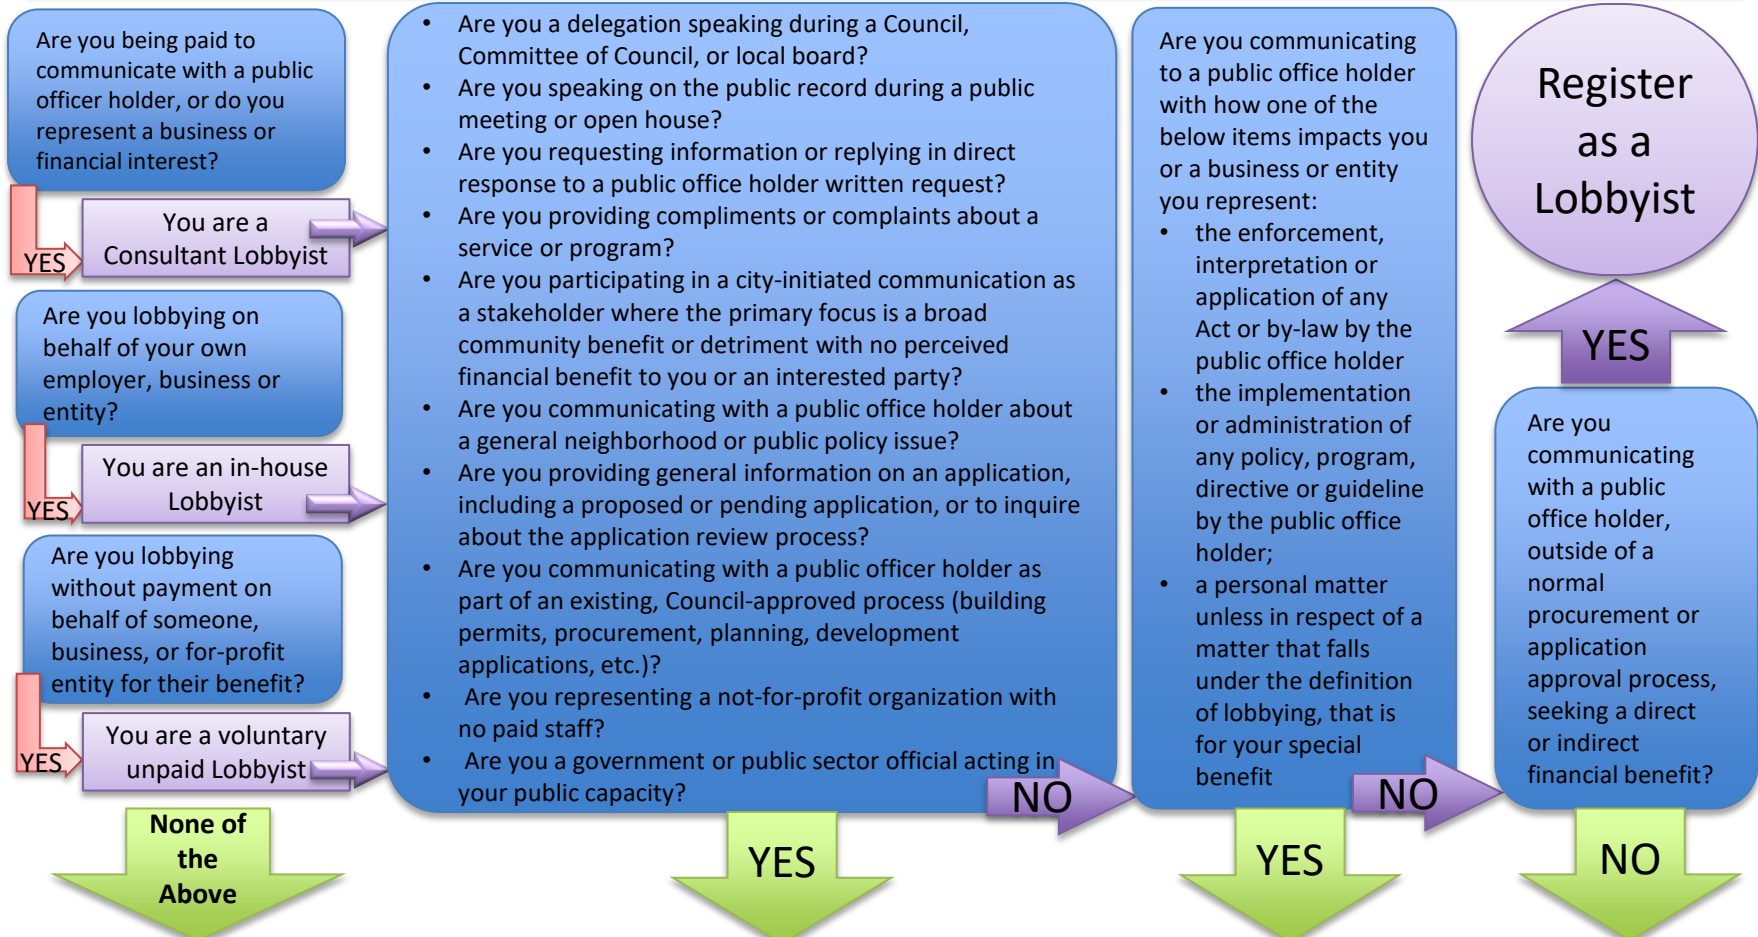 Are you being paid to
communicate with a public
officer holder, or do you
represent a business or
financial interest?
YES
You are a
Consultant Lobbyist
Are you lobbying on
behalf of your own
employer, business or
entity?
YES
You are an in-house
Lobbyist
Are you lobbying
without payment on
behalf of someone,
business, or for-profit
entity for their benefit?
YES
You are a voluntary
unpaid Lobbyist
None of
the
Above
• Are you a delegation speaking during a Council,
Committee of Council, or local board?
• Are you speaking on the public record during a public
meeting or open house?
• Are you requesting information or replying in direct
response to a public office holder written request?
• Are you providing compliments or complaints about a
service or program?
• Are you participating in a city-initiated communication as
a stakeholder where the primary focus is a broad
community benefit or detriment with no perceived
financial benefit to you or an interested party?
• Are you communicating with a public office holder about
a general neighborhood or public policy issue?
• Are you providing general information on an application,
including a proposed or pending application, or to inquire
about the application review process?
• Are you communicating with a public officer holder as
part of an existing, Council-approved process (building
permits, procurement, planning, development
applications, etc.)?
• Are you representing a not-for-profit organization with
no paid staff?
• Are you a government or public sector official acting in
your public capacity?
NO
YES
Are you communicating
to a public office holder
with how one of the
below items impacts you
or a business or entity
you represent:
• the enforcement,
interpretation or
application of any
Act or by-law by the
public office holder
• the implementation
or administration of
any policy, program,
directive or guideline
by the public office
holder;
• a personal matter
unless in respect of a
matter that falls
under the definition
of lobbying, that is
for your special
benefit
NO
YES
Register
as a
Lobbyist
YES
Are you
communicating
with a public
office holder,
outside of a
normal
procurement or
application
approval process,
seeking a direct
or indirect
financial benefit?
NO